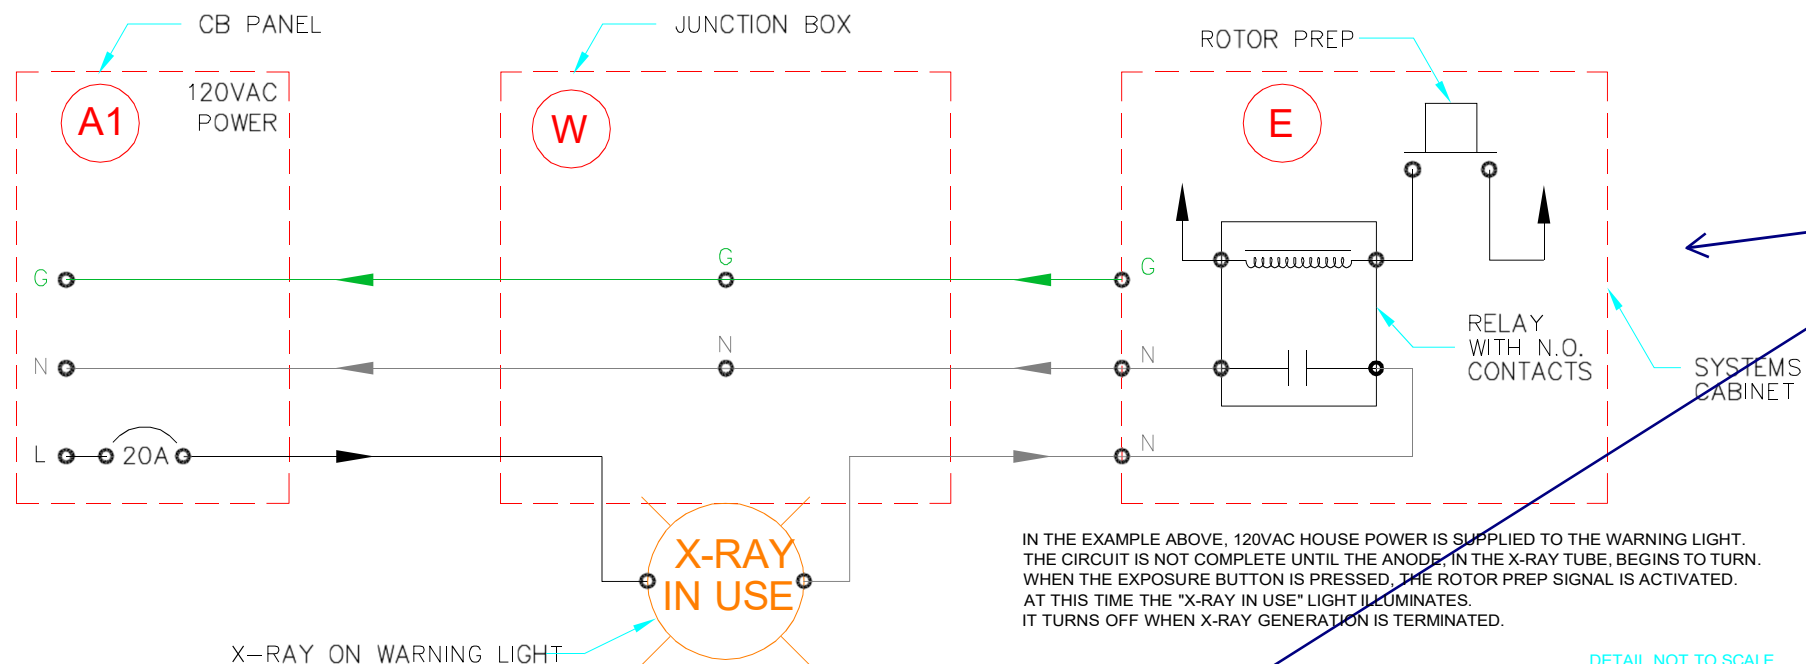 CB PANEL
JUNCTION BOX
ROTOR PREP
A1
120VAC
POWER
W
E
G
G
G
N
N
N
L
20A
N
RELAY
WITH N.O.
CONTACTS
SYSTEMS
CABINET
X-RAY
IN USE
X-RAY ON WARNING LIGHT
IN THE EXAMPLE ABOVE, 120VAC HOUSE POWER IS SUPPLIED TO THE WARNING LIGHT.
THE CIRCUIT IS NOT COMPLETE UNTIL THE ANODE, IN THE X-RAY TUBE, BEGINS TO TURN.
WHEN THE EXPOSURE BUTTON IS PRESSED, THE ROTOR PREP SIGNAL IS ACTIVATED.
AT THIS TIME THE "X-RAY IN USE" LIGHT ILLUMINATES.
IT TURNS OFF WHEN X-RAY GENERATION IS TERMINATED.
DETAIL NOT TO SCALE